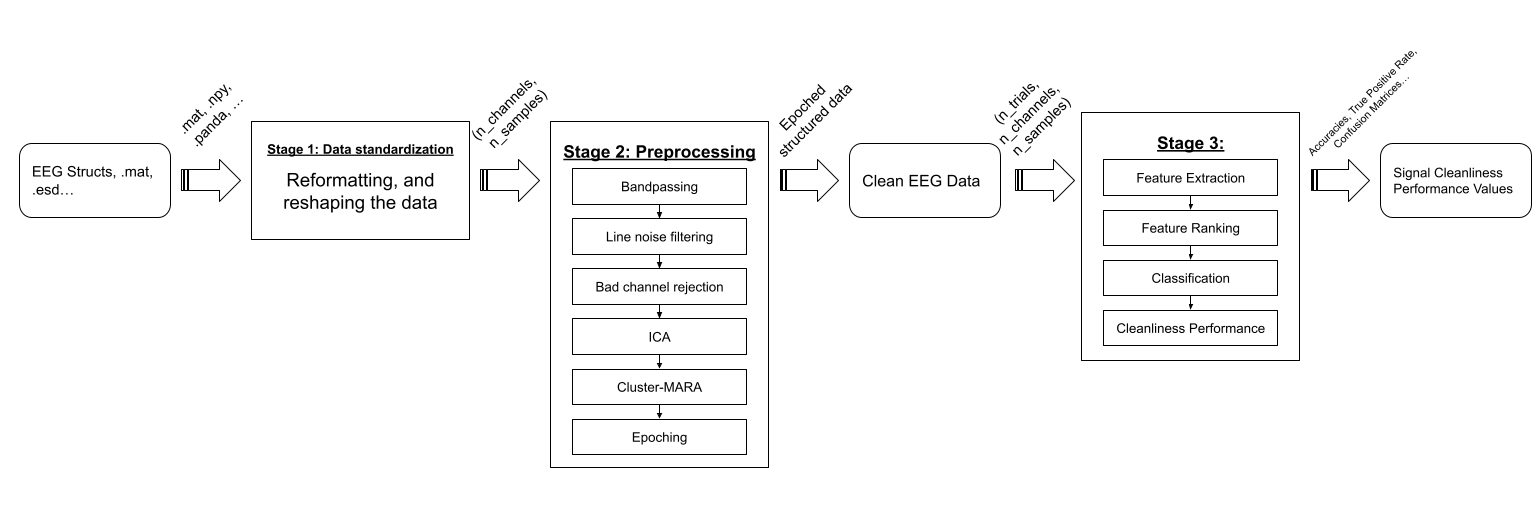 EEG Structs, .mat,
.esd…
.mat, .npy,
.panda, …
Stage 1: Data standardization
Reformatting, and
reshaping the data
(n_channels,
n_samples)
Stage 2: Preprocessing
Bandpassing
Line noise filtering
Bad channel rejection
ICA
Cluster-MARA
Epoching
Epoched
structured data
Clean EEG Data
(n_trials,
n_channels,
n_samples)
Stage 3:
Feature Extraction
Feature Ranking
Classification
Cleanliness Performance
Accuracies, True Positive Rate,
Confusion Matrices…
Signal Cleanliness
Performance Values